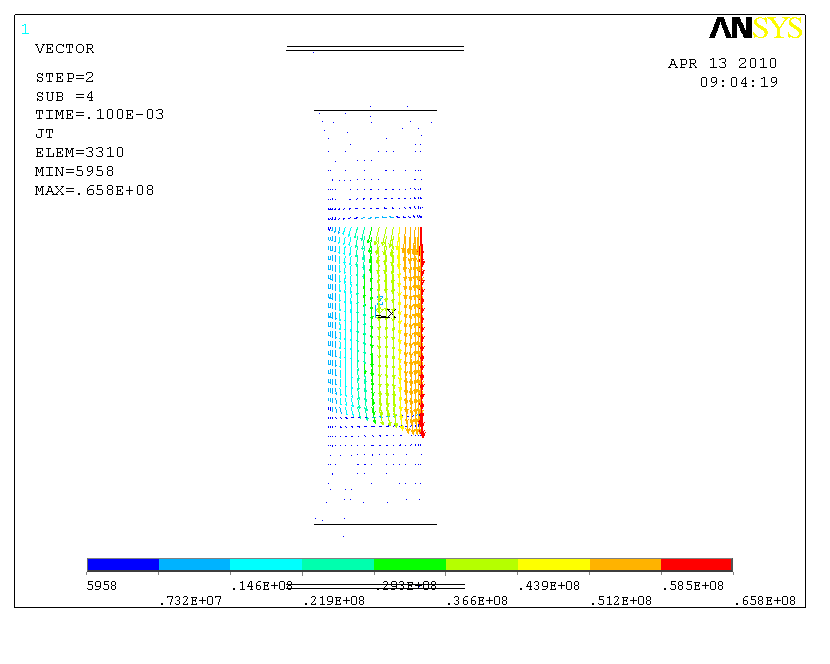 1
ANSYS
VECTOR
STEP=2
SUB =4
TIME=.100E-03
JT
ELEM=3310
MIN=5958
MAX=.658E+08
APR 13 2010
09:04:19
Z
X
5958 .146E+08 .293E+08 .439E+08 .585E+08
.732E+07 .219E+08 .366E+08 .512E+08 .658E+08